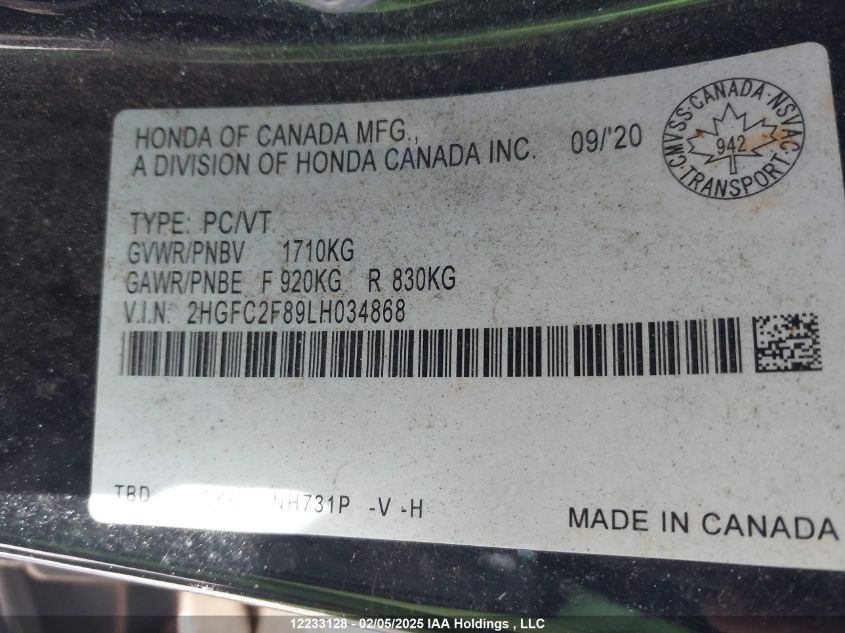 HONDA OF CANADA MFG.,
A DIVISION OF HONDA CANADA INC.
09/'20
CMVSS·CANADA·NSVAC
942
TRANSPORT
TYPE: PC/VT
GVWR/PNBV 1710KG
GAWR/PNBE F 920KG R 830KG
V.I.N: 2HGFC2F89LH034868
TBD NH731P -V -H
MADE IN CANADA
12233128 - 02/05/2025 IAA Holdings , LLC